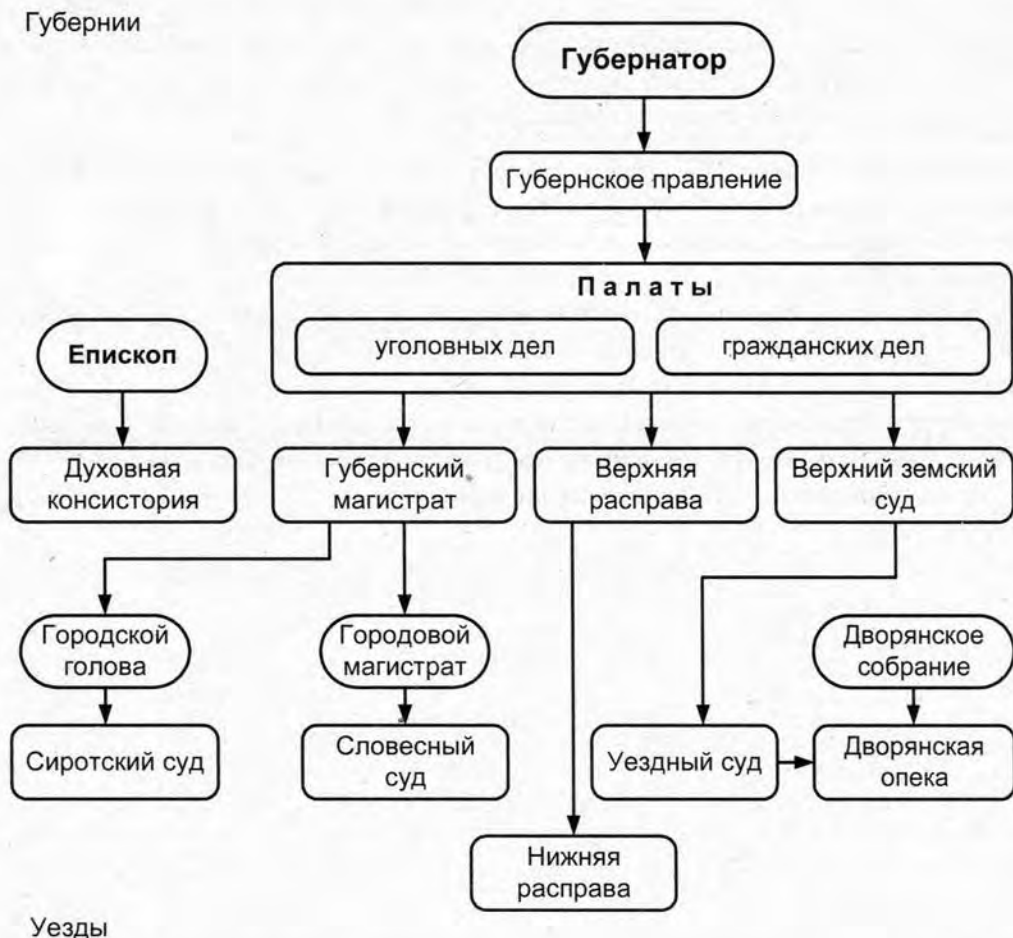 Губернии
Губернатор
Губернское правление
Палаты
уголовных дел
гражданских дел
Епископ
Духовная
консистория
Губернский
магистрат
Верхняя
расправа
Верхний земский
суд
Городской
голова
Городовой
магистрат
Дворянское
собрание
Сиротский суд
Словесный
суд
Уездный суд
Дворянская
опека
Нижняя
расправа
Уезды